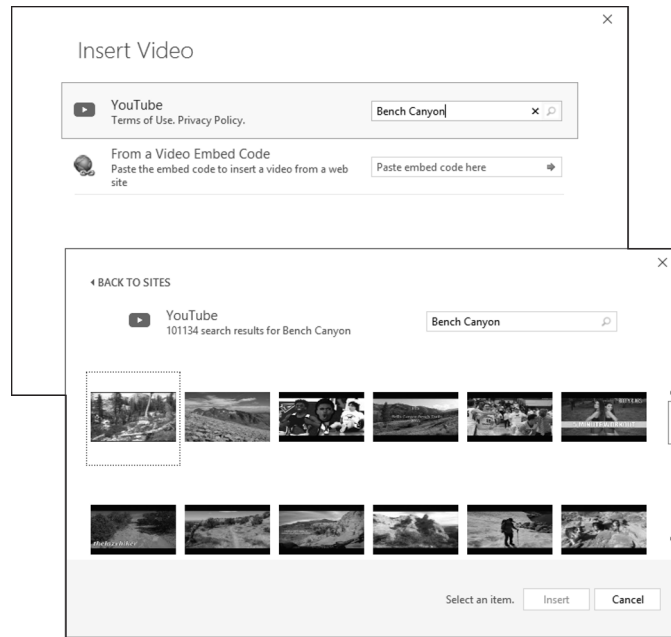 Insert Video
YouTube
Terms of Use. Privacy Policy.
Bench Canyon
From a Video Embed Code
Paste the embed code to insert a video from a web
site
Paste embed code here
BACK TO SITES
YouTube
101134 search results for Bench Canyon
Bench Canyon
thelazyhiker
Select an item.
Insert
Cancel